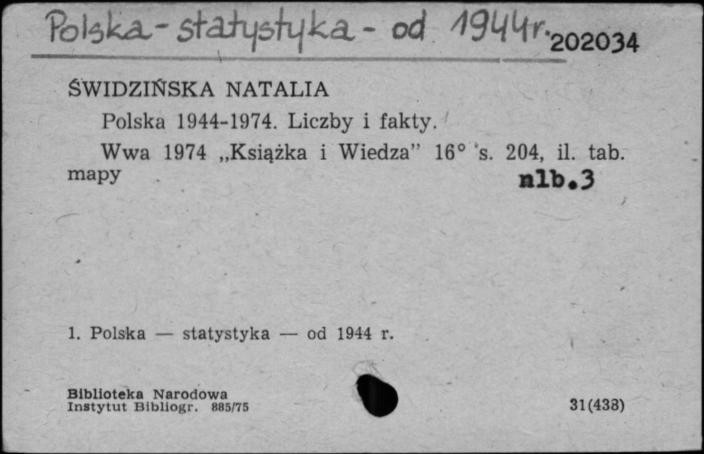 Polska - statystyka - od 1944r.
202034
ŚWIDZIŃSKA NATALIA
Polska 1944-1974. Liczby i fakty.
Wwa 1974 „Książka i Wiedza” 16° s. 204, il. tab.
mapy
nlb.3
1. Polska — statystyka — od 1944 r.
Biblioteka Narodowa
Instytut Bibliogr. 885/75
31(438)